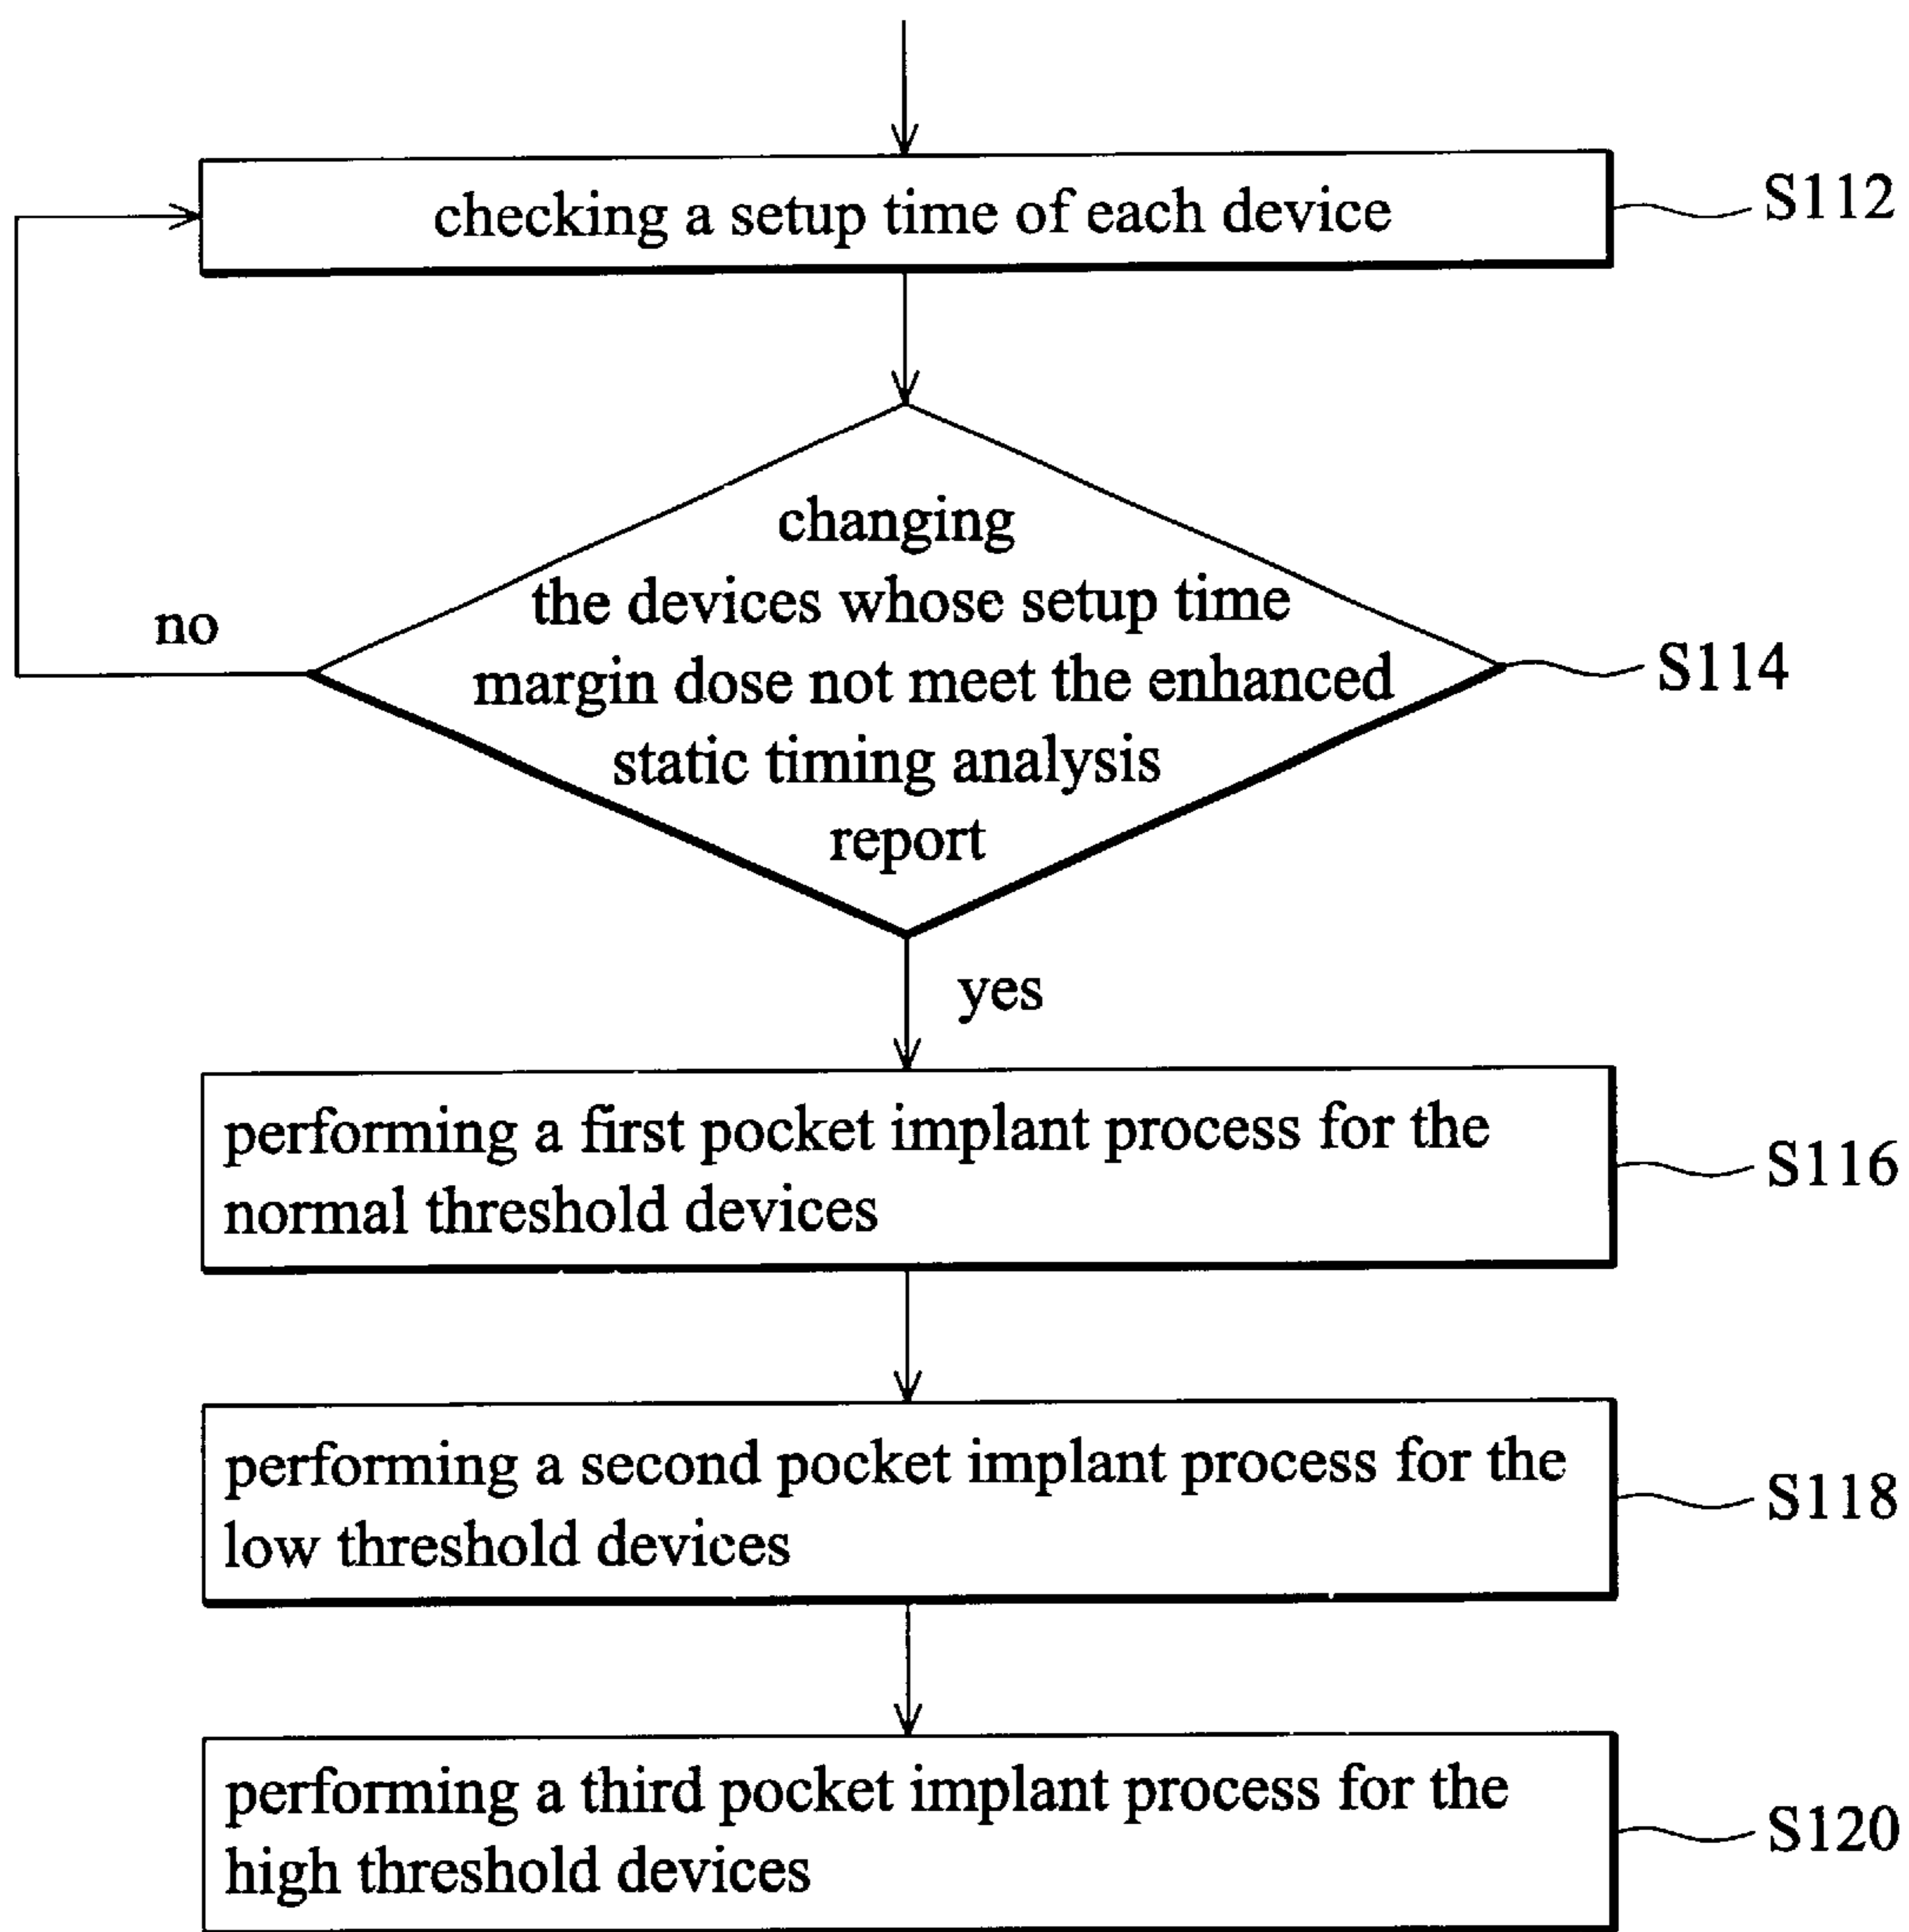 checking a setup time of each device
S112
changing
the devices whose setup time
margin dose not meet the enhanced
static timing analysis
report
S114
no
yes
performing a first pocket implant process for the
normal threshold devices
S116
performing a second pocket implant process for the
low threshold devices
S118
performing a third pocket implant process for the
high threshold devices
S120